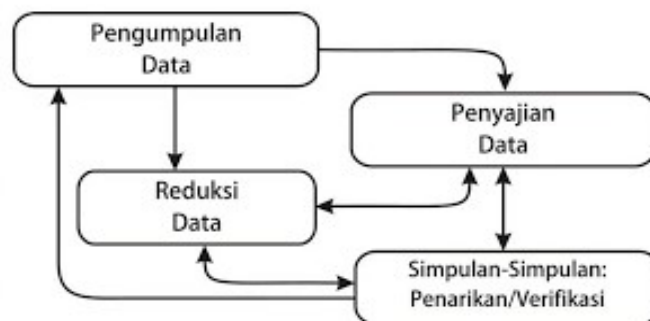 Pengumpulan
Data
Penyajian
Data
Reduksi
Data
Simpulan-Simpulan:
Penarikan/Verifikasi